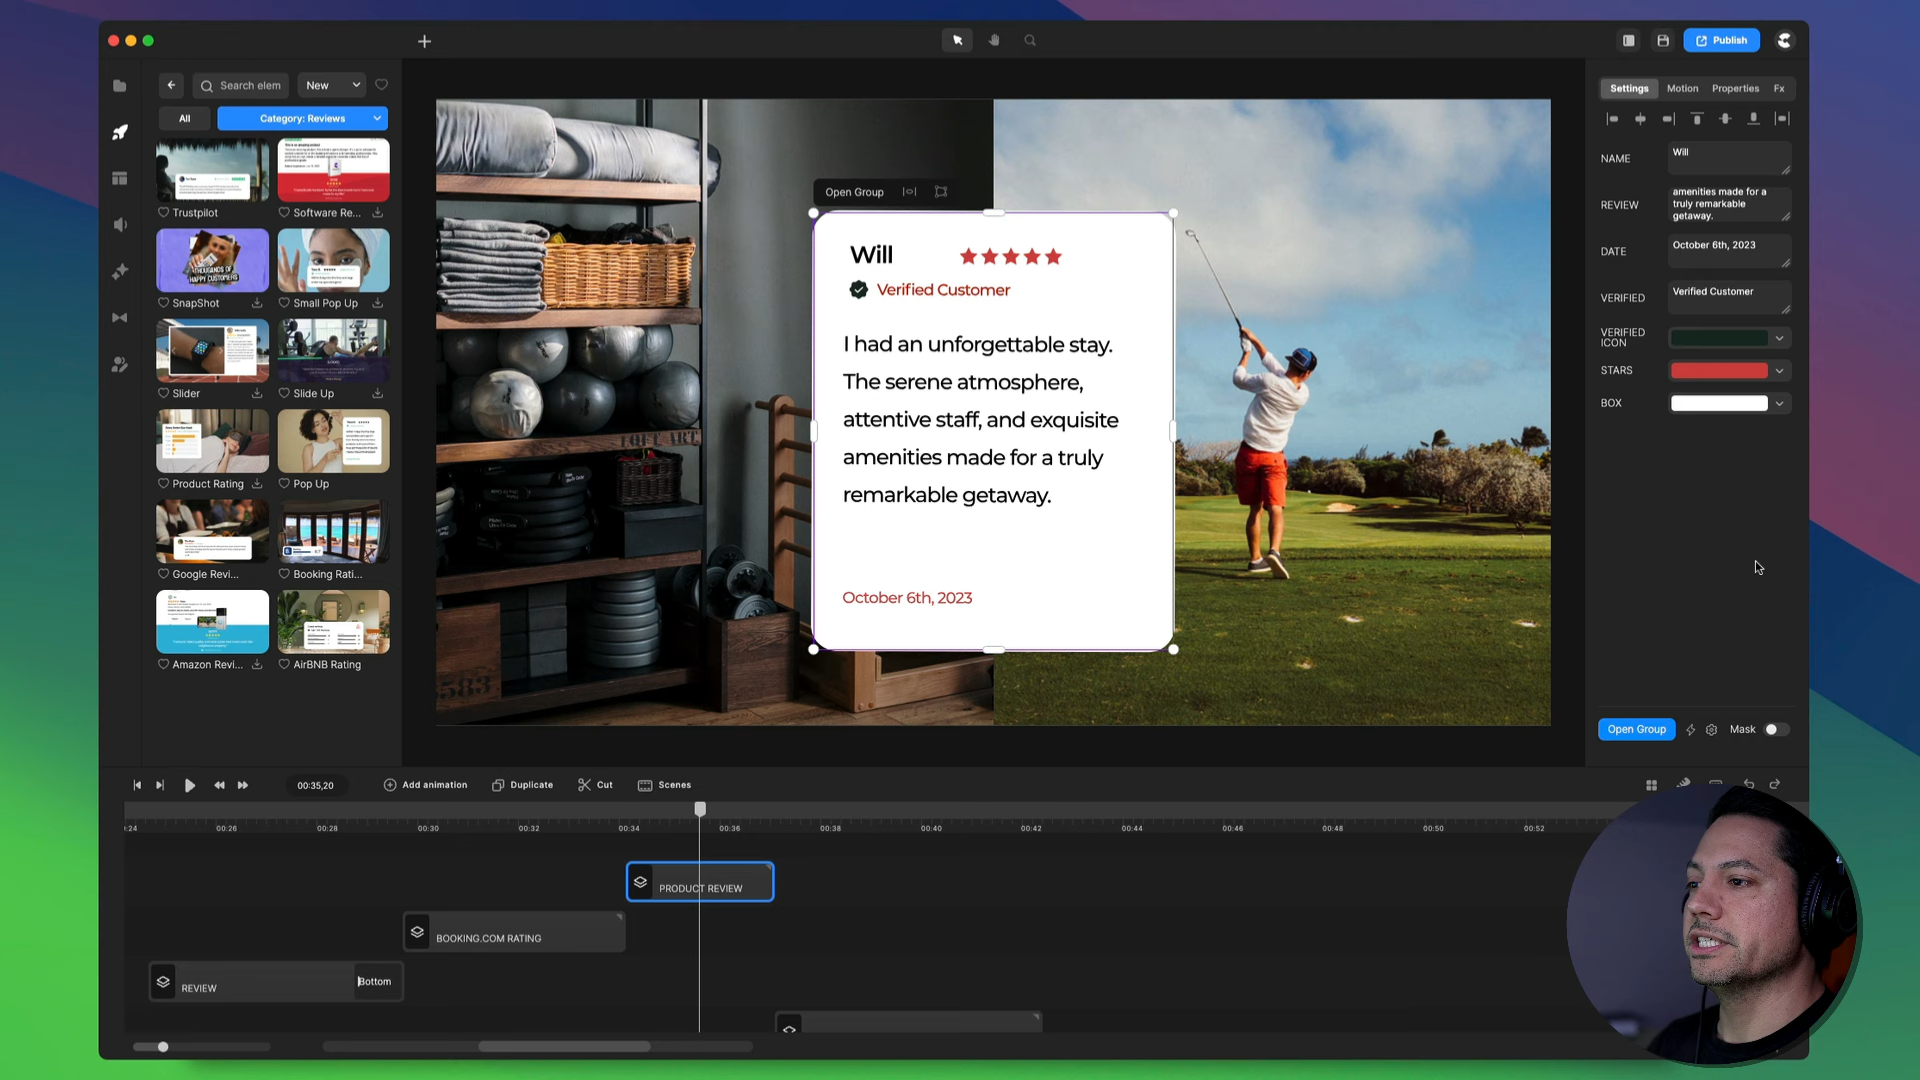 Publish
Search elem
New
Settings
Motion
Properties
Fx
All
Category: Reviews
Trustpilot
Software Re...
SnapShot
Small Pop Up
Slider
Slide Up
Product Rating
Pop Up
Google Revi...
Booking Rati...
Amazon Revi...
AirBNB Rating
Open Group
Will
Verified Customer
I had an unforgettable stay.
The serene atmosphere,
attentive staff, and exquisite
amenities made for a truly
remarkable getaway.
October 6th, 2023
LOFT ART
583
NAME
Will
REVIEW
amenities made for a
truly remarkable
getaway.
DATE
October 6th, 2023
VERIFIED
Verified Customer
VERIFIED
ICON
STARS
BOX
Open Group
Mask
00:35,20
Add animation
Duplicate
Cut
Scenes
:24
00:26
00:28
00:30
00:32
00:34
00:36
00:38
00:40
00:42
00:44
00:46
00:48
00:50
00:52
PRODUCT REVIEW
BOOKING.COM RATING
REVIEW
Bottom